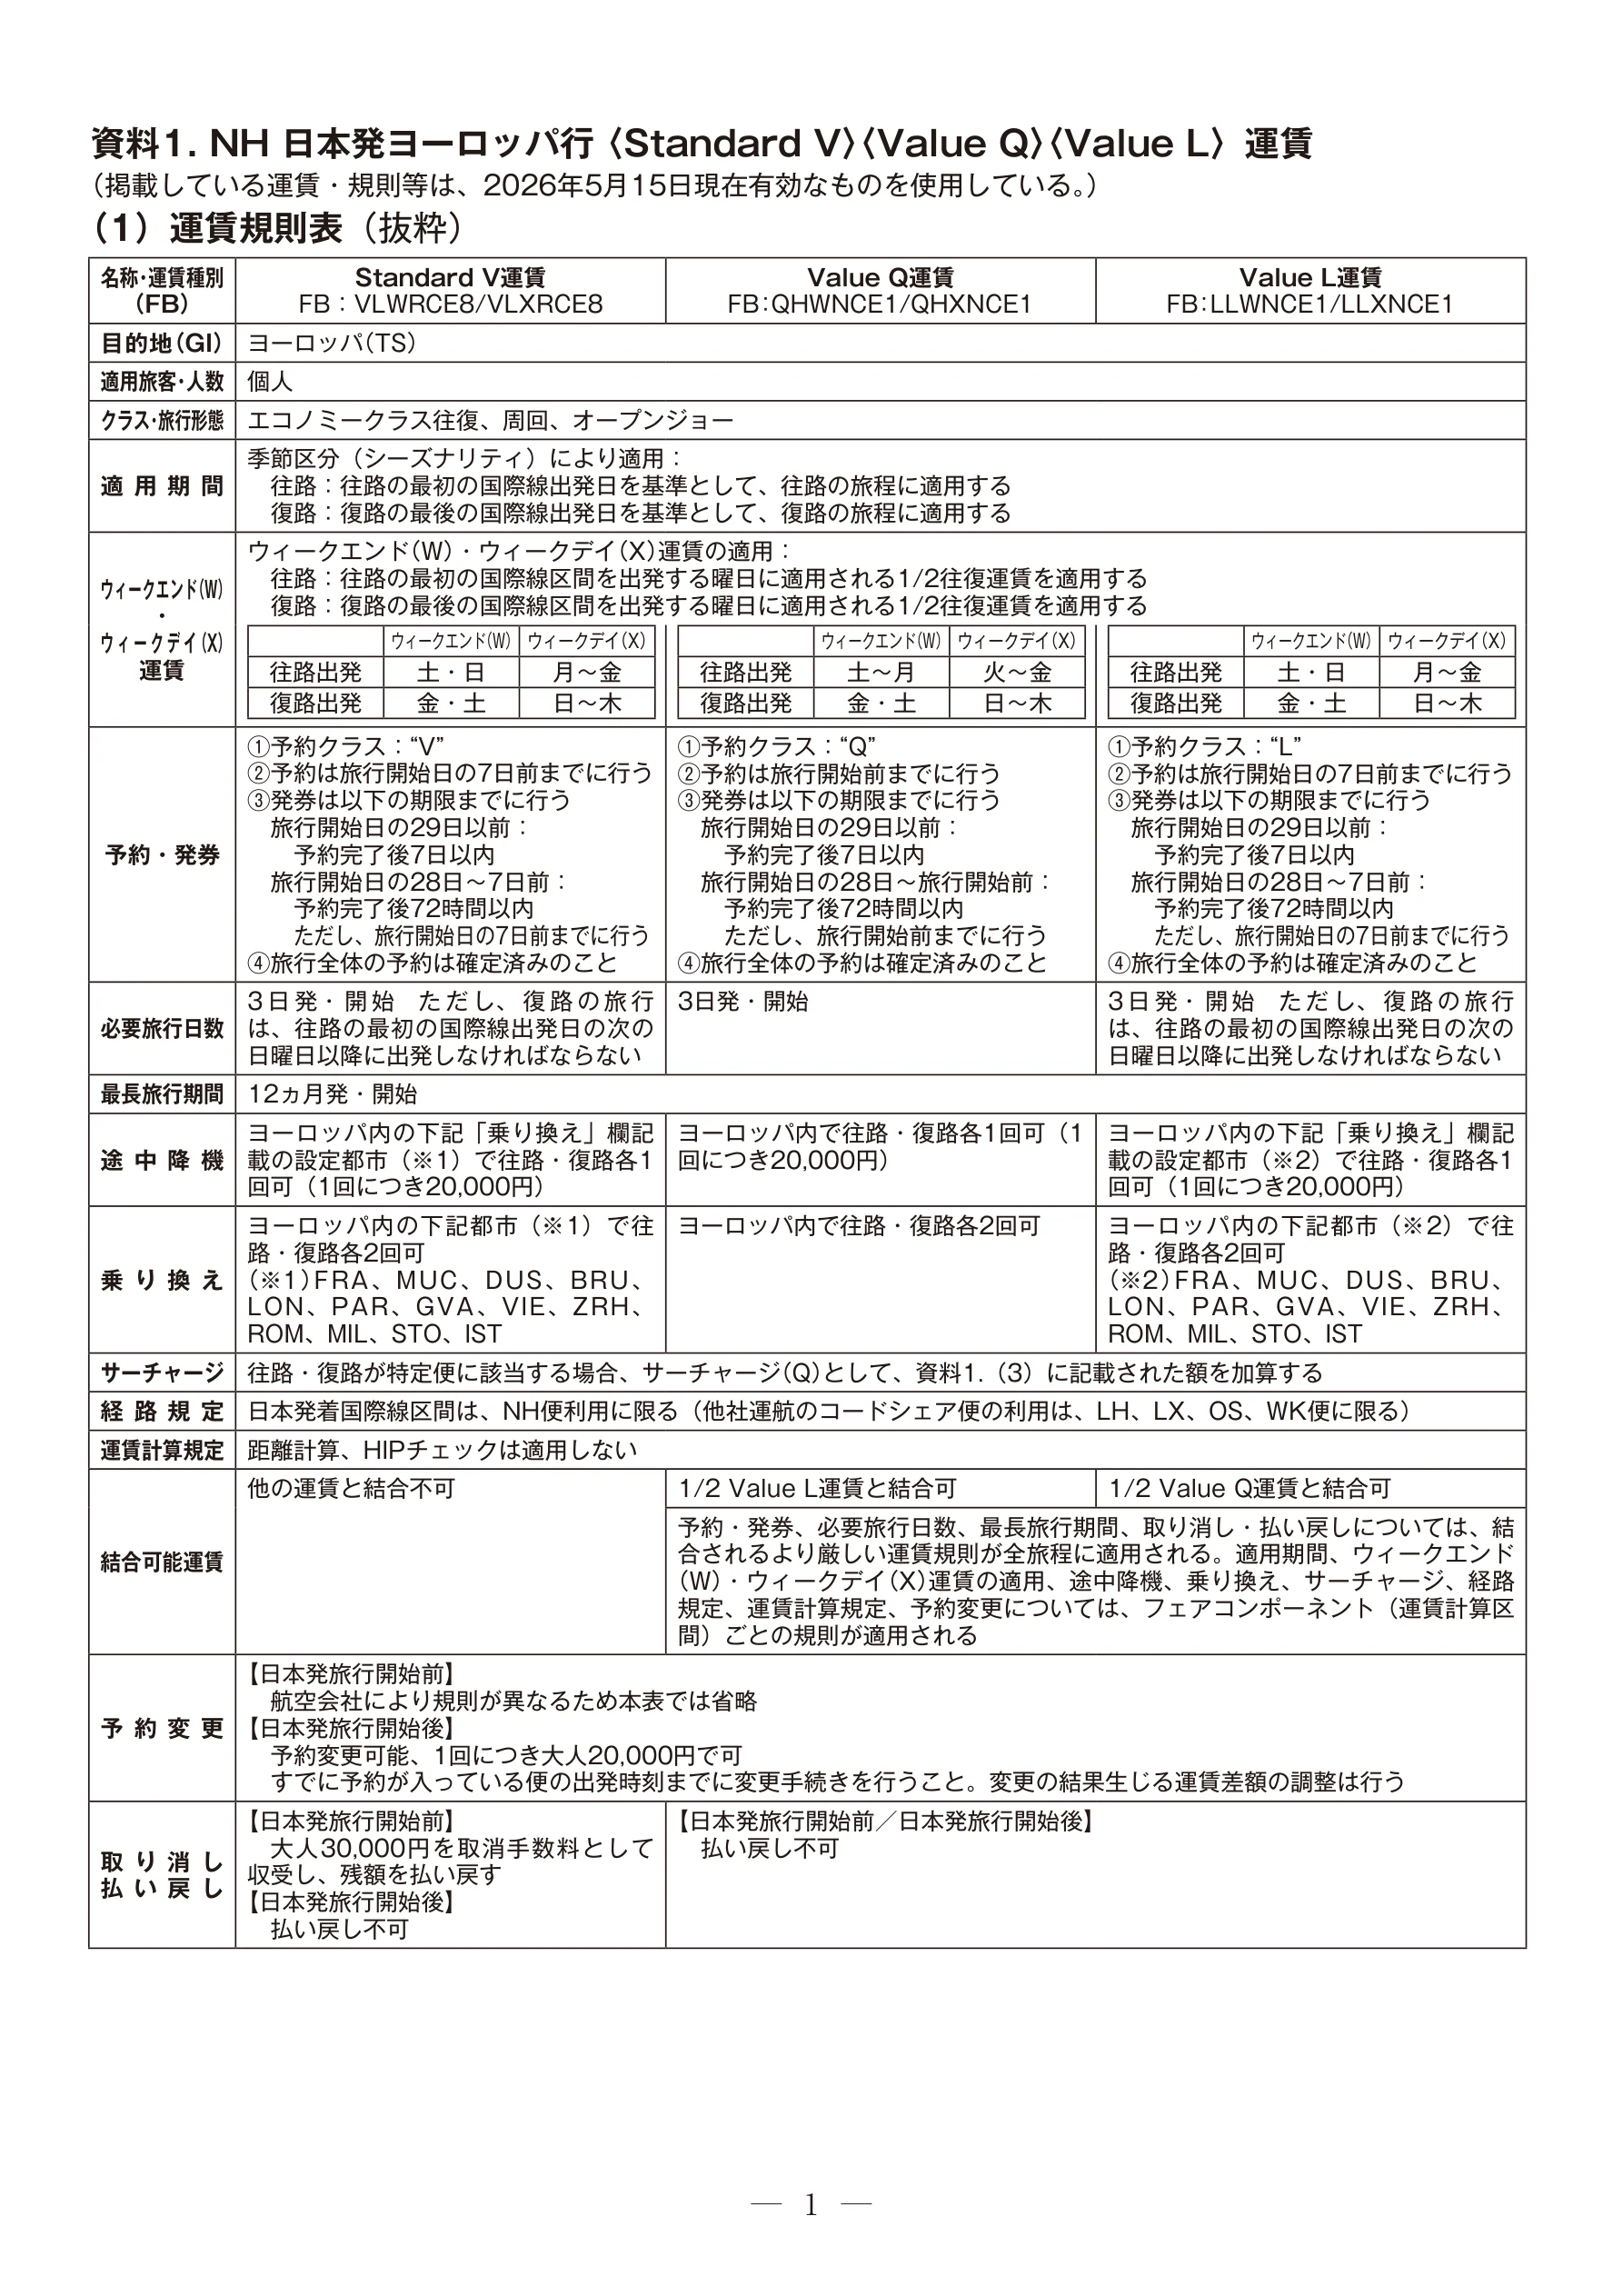 資料1. NH 日本発ヨーロッパ行〈Standard V〉〈Value Q〉〈Value L〉運賃
（掲載している運賃・規則等は、2026年5月15日現在有効なものを使用している。）
（1）運賃規則表（抜粋）
名称・運賃種別
（FB）
Standard V運賃
FB：VLWRCE8/VLXRCE8
Value Q運賃
FB：QHWNCE1/QHXNCE1
Value L運賃
FB：LLWNCE1/LLXNCE1
目的地（GI）
ヨーロッパ（TS）
適用旅客・人数
個人
クラス・旅行形態
エコノミークラス往復、周回、オープンジョー
適用期間
季節区分（シーズナリティ）により適用：
往路：往路の最初の国際線出発日を基準として、往路の旅程に適用する
復路：復路の最後の国際線出発日を基準として、復路の旅程に適用する
ウィークエンド（W）
・
ウィークデイ（X）
運賃
ウィークエンド（W）・ウィークデイ（X）運賃の適用：
往路：往路の最初の国際線区間を出発する曜日に適用される1/2往復運賃を適用する
復路：復路の最後の国際線区間を出発する曜日に適用される1/2往復運賃を適用する
ウィークエンド（W） ウィークデイ（X）
往路出発 土・日 月～金
復路出発 金・土 日～木
ウィークエンド（W） ウィークデイ（X）
往路出発 土～月 火～金
復路出発 金・土 日～木
ウィークエンド（W） ウィークデイ（X）
往路出発 土・日 月～金
復路出発 金・土 日～木
予約・発券
①予約クラス：“V”
②予約は旅行開始日の7日前までに行う
③発券は以下の期限までに行う
旅行開始日の29日以前：
予約完了後7日以内
旅行開始日の28日～7日前：
予約完了後72時間以内
ただし、旅行開始日の7日前までに行う
④旅行全体の予約は確定済みのこと
①予約クラス：“Q”
②予約は旅行開始前までに行う
③発券は以下の期限までに行う
旅行開始日の29日以前：
予約完了後7日以内
旅行開始日の28日～旅行開始前：
予約完了後72時間以内
ただし、旅行開始前までに行う
④旅行全体の予約は確定済みのこと
①予約クラス：“L”
②予約は旅行開始日の7日前までに行う
③発券は以下の期限までに行う
旅行開始日の29日以前：
予約完了後7日以内
旅行開始日の28日～7日前：
予約完了後72時間以内
ただし、旅行開始日の7日前までに行う
④旅行全体の予約は確定済みのこと
必要旅行日数
3日発・開始　ただし、復路の旅行
は、往路の最初の国際線出発日の次の
日曜日以降に出発しなければならない
3日発・開始
3日発・開始　ただし、復路の旅行
は、往路の最初の国際線出発日の次の
日曜日以降に出発しなければならない
最長旅行期間
12ヵ月発・開始
途中降機
ヨーロッパ内の下記「乗り換え」欄記
載の設定都市（※1）で往路・復路各1
回可（1回につき20,000円）
ヨーロッパ内で往路・復路各1回可（1
回につき20,000円）
ヨーロッパ内の下記「乗り換え」欄記
載の設定都市（※2）で往路・復路各1
回可（1回につき20,000円）
乗り換え
ヨーロッパ内の下記都市（※1）で往
路・復路各2回可
（※1）FRA、MUC、DUS、BRU、
LON、PAR、GVA、VIE、ZRH、
ROM、MIL、STO、IST
ヨーロッパ内で往路・復路各2回可
ヨーロッパ内の下記都市（※2）で往
路・復路各2回可
（※2）FRA、MUC、DUS、BRU、
LON、PAR、GVA、VIE、ZRH、
ROM、MIL、STO、IST
サーチャージ
往路・復路が特定便に該当する場合、サーチャージ（Q）として、資料1.（3）に記載された額を加算する
経路規定
日本発着国際線区間は、NH便利用に限る（他社運航のコードシェア便の利用は、LH、LX、OS、WK便に限る）
運賃計算規定
距離計算、HIPチェックは適用しない
結合可能運賃
他の運賃と結合不可
1/2 Value L運賃と結合可
1/2 Value Q運賃と結合可
予約・発券、必要旅行日数、最長旅行期間、取り消し・払い戻しについては、結
合されるより厳しい運賃規則が全旅程に適用される。適用期間、ウィークエンド
（W）・ウィークデイ（X）運賃の適用、途中降機、乗り換え、サーチャージ、経路
規定、運賃計算規定、予約変更については、フェアコンポーネント（運賃計算区
間）ごとの規則が適用される
予約変更
【日本発旅行開始前】
航空会社により規則が異なるため本表では省略
【日本発旅行開始後】
予約変更可能、1回につき大人20,000円で可
すでに予約が入っている便の出発時刻までに変更手続きを行うこと。変更の結果生じる運賃差額の調整は行う
取り消し
払い戻し
【日本発旅行開始前】
大人30,000円を取消手数料として
収受し、残額を払い戻す
【日本発旅行開始後】
払い戻し不可
【日本発旅行開始前／日本発旅行開始後】
払い戻し不可
― 1 ―